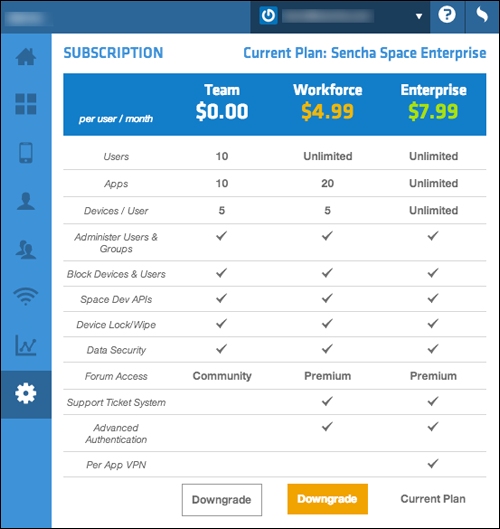 SUBSCRIPTION Current Plan: Sencha Space Enterprise
Team Workforce Enterprise
per user / month $0.00 $4.99 $7.99
Users 10 Unlimited Unlimited
Apps 10 20 Unlimited
Devices / User 5 5 Unlimited
Administer Users &
Groups ✓ ✓ ✓
Block Devices & Users ✓ ✓ ✓
Space Dev APIs ✓ ✓ ✓
Device Lock/Wipe ✓ ✓ ✓
Data Security ✓ ✓ ✓
Forum Access Community Premium Premium
Support Ticket System ✓ ✓
Advanced
Authentication ✓ ✓
Per App VPN ✓
Downgrade Downgrade Current Plan